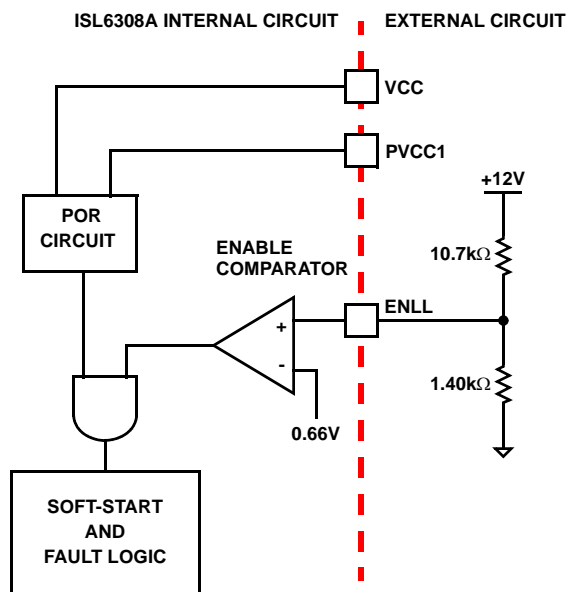 ISL6308A INTERNAL CIRCUIT
EXTERNAL CIRCUIT
VCC
PVCC1
+12V
POR
CIRCUIT
10.7kΩ
ENABLE
COMPARATOR
ENLL
+
-
1.40kΩ
0.66V
SOFT-START
AND
FAULT LOGIC